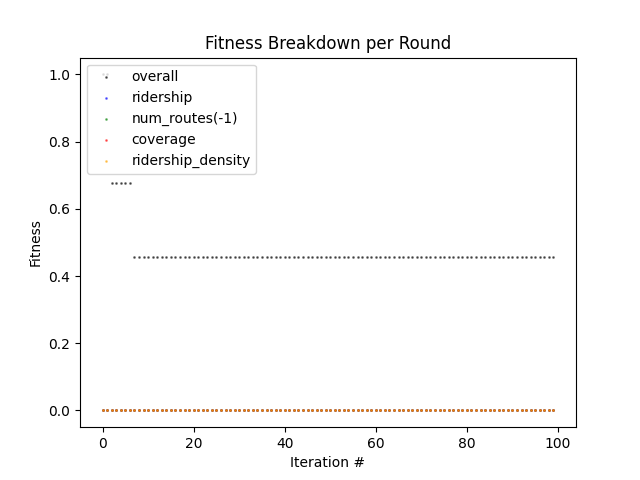 Fitness Breakdown per Round
overall
ridership
num_routes(-1)
coverage
ridership_density
1.0
0.8
0.6
0.4
0.2
0.0
Fitness
0 20 40 60 80 100
Iteration #